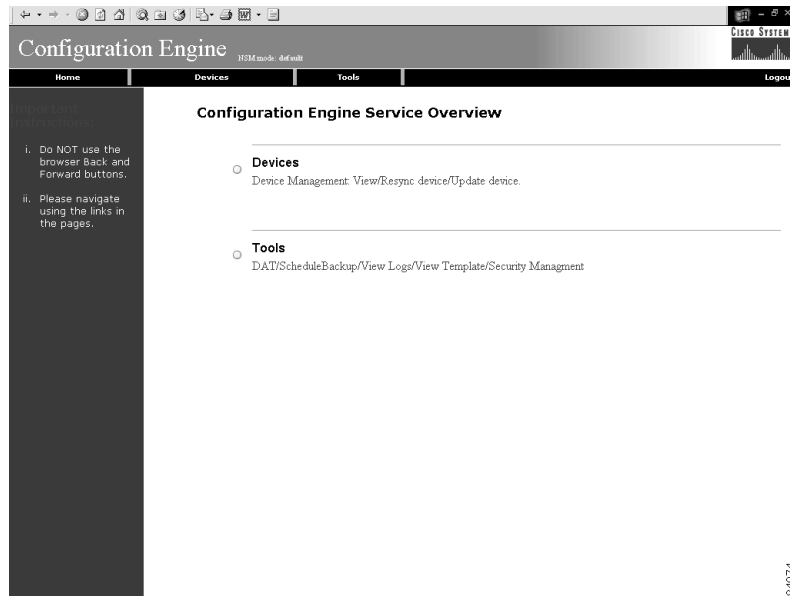 Configuration Engine NSM mode: default
CISCO SYSTEM
Home Devices Tools Logou
Important
Instructions:
i. Do NOT use the
browser Back and
Forward buttons.
ii. Please navigate
using the links in
the pages.
Configuration Engine Service Overview
Devices
Device Management: View/Resync device/Update device.
Tools
DAT/ScheduleBackup/View Logs/View Template/Security Managment